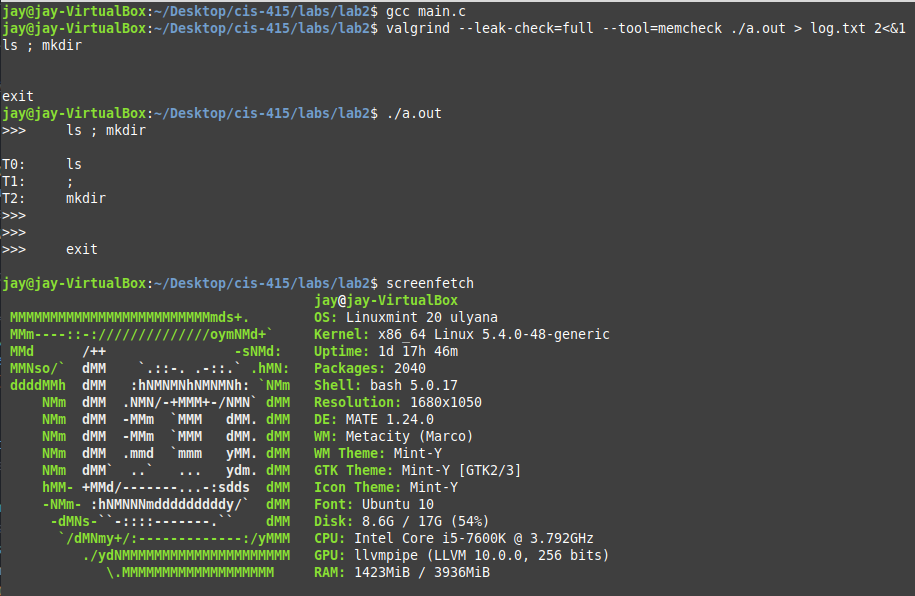 jay@jay-VirtualBox:~/Desktop/cis-415/labs/lab2$ gcc main.c
jay@jay-VirtualBox:~/Desktop/cis-415/labs/lab2$ valgrind --leak-check=full --tool=memcheck ./a.out > log.txt 2<&1
ls ; mkdir
exit
jay@jay-VirtualBox:~/Desktop/cis-415/labs/lab2$ ./a.out
>>>     ls ; mkdir
T0:     ls
T1:     ;
T2:     mkdir
>>>
>>>
>>>     exit
jay@jay-VirtualBox:~/Desktop/cis-415/labs/lab2$ screenfetch
                                       jay@jay-VirtualBox
 MMMMMMMMMMMMMMMMMMMMMMMMMmds+.        OS: Linuxmint 20 ulyana
 MMm----::-://////////////oymNMd+`     Kernel: x86_64 Linux 5.4.0-48-generic
 MMd      /++                -sNMd:    Uptime: 1d 17h 46m
 MMNso/`  dMM    `.::-. .-::.` .hMN:   Packages: 2040
 ddddMMh  dMM   :hNMNMNhNMNMNh: `NMm   Shell: bash 5.0.17
     NMm  dMM  .NMN/-+MMM+-/NMN` dMM   Resolution: 1680x1050
     NMm  dMM  -MMm  `MMM   dMM. dMM   DE: MATE 1.24.0
     NMm  dMM  -MMm  `MMM   dMM. dMM   WM: Metacity (Marco)
     NMm  dMM  .mmd  `mmm   yMM. dMM   WM Theme: Mint-Y
     NMm  dMM`  ..`   ...   ydm. dMM   GTK Theme: Mint-Y [GTK2/3]
     hMM- +MMd/-------...-:sdds  dMM   Icon Theme: Mint-Y
     -NMm- :hNMNNNmdddddddddy/`  dMM   Font: Ubuntu 10
      -dMNs-``-::::-------.``    dMM   Disk: 8.6G / 17G (54%)
       `/dMNmy+/:-------------:/yMMM   CPU: Intel Core i5-7600K @ 3.792GHz
          ./ydNMMMMMMMMMMMMMMMMMMMMM   GPU: llvmpipe (LLVM 10.0.0, 256 bits)
             \.MMMMMMMMMMMMMMMMMMM     RAM: 1423MiB / 3936MiB